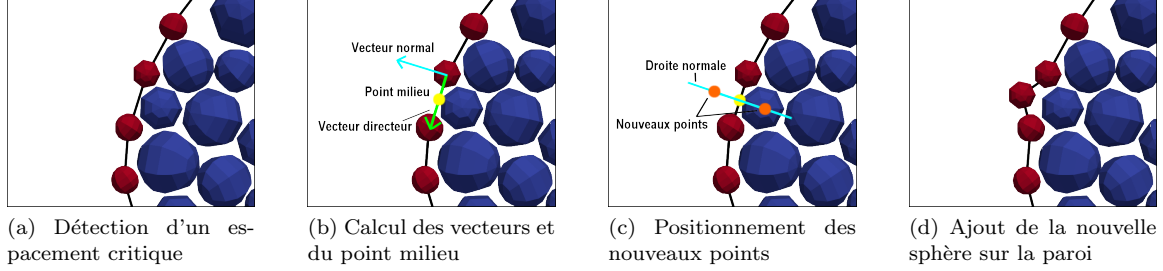 Vecteur normal
Point milieu
Vecteur directeur
Droite normale
Nouveaux points
(a) Détection d'un es-
pacement critique
(b) Calcul des vecteurs et
du point milieu
(c) Positionnement des
nouveaux points
(d) Ajout de la nouvelle
sphère sur la paroi